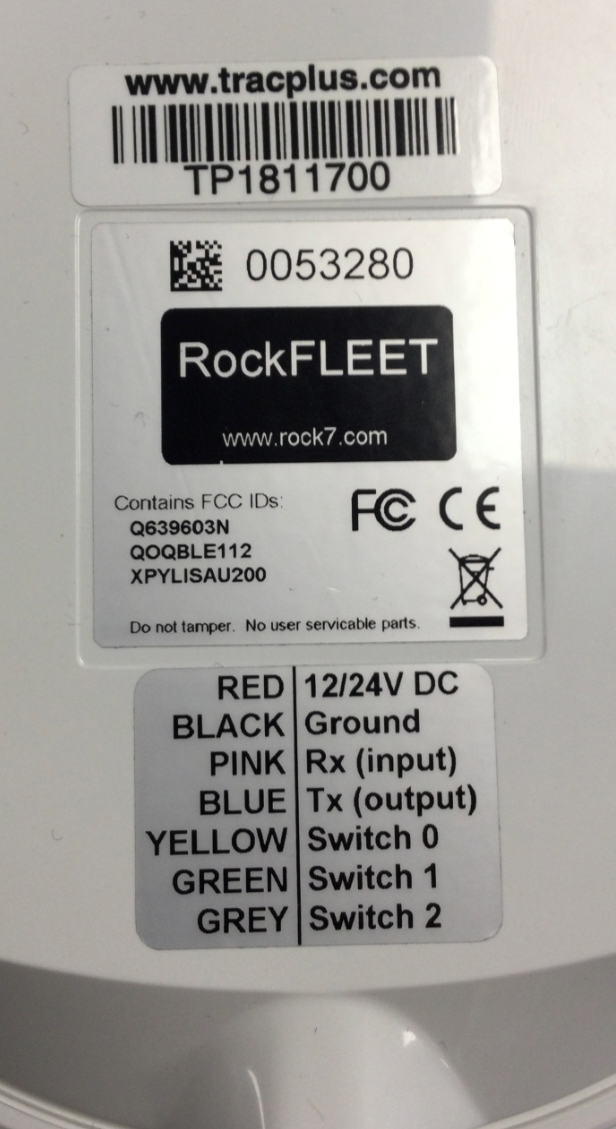 www.tracplus.com
TP1811700
0053280
RockFLEET
www.rock7.com
Contains FCC IDs:
Q639603N
QOQBLE112
XPYLISAU200
FC CE
Do not tamper. No user servicable parts.
RED 12/24V DC
BLACK Ground
PINK Rx (input)
BLUE Tx (output)
YELLOW Switch 0
GREEN Switch 1
GREY Switch 2